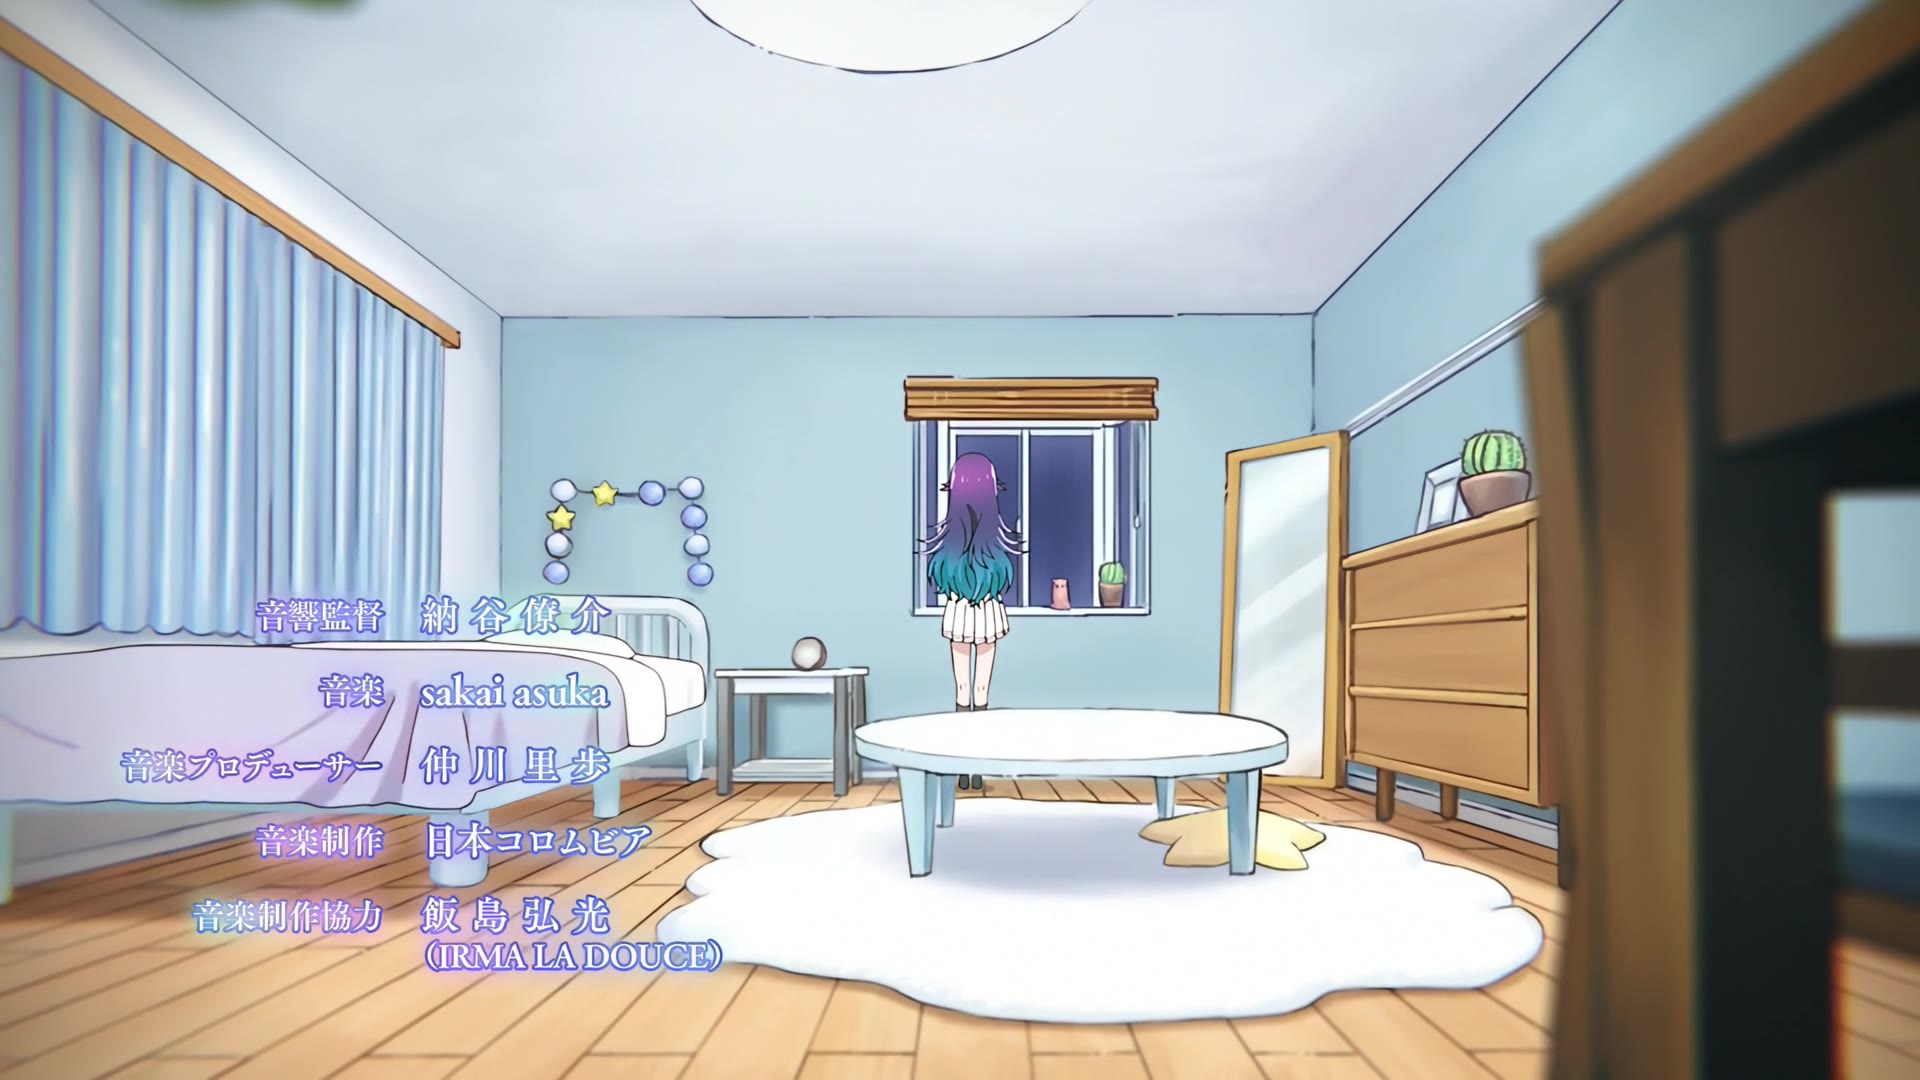 音響監督 納谷僚介
音楽 sakai asuka
音楽プロデューサー 仲川里歩
音楽制作 日本コロムビア
音楽制作協力 飯島弘光
(IRMA LA DOUCE)